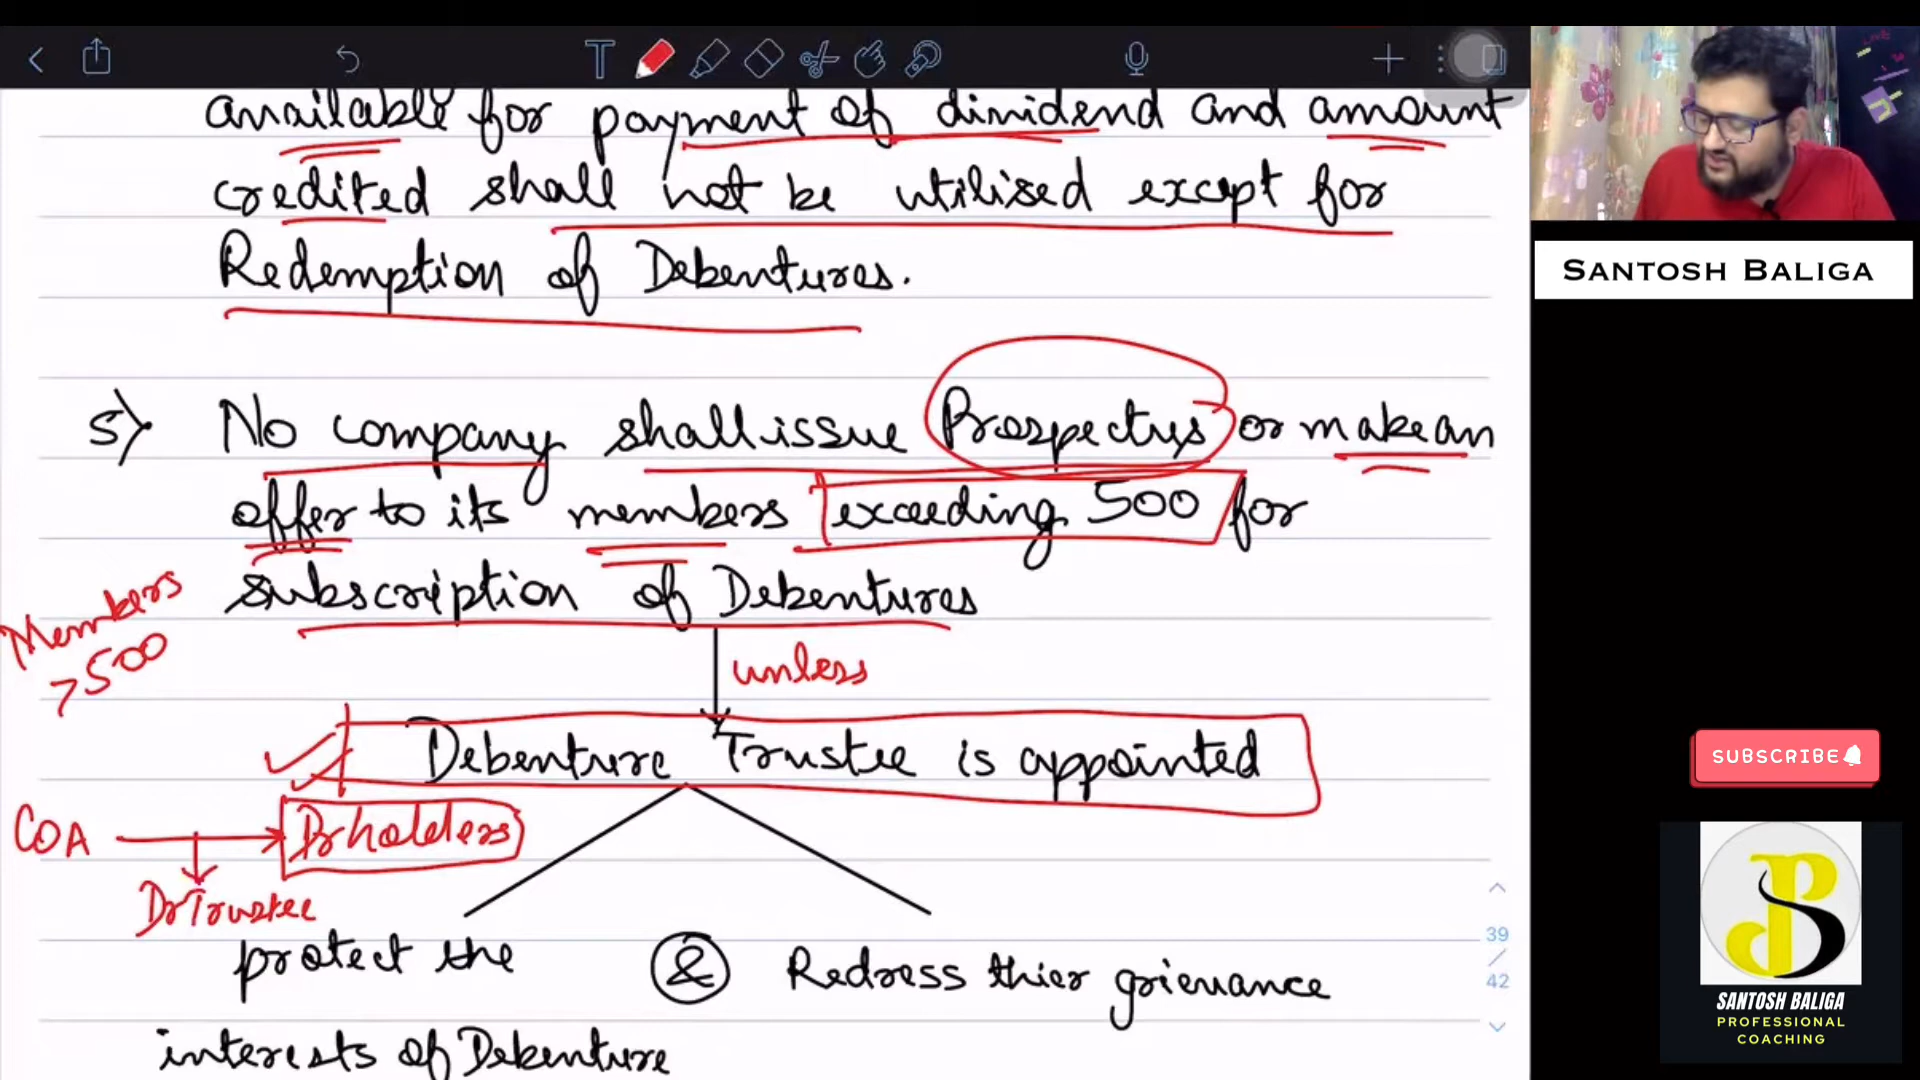 available for payment of dividend and amount
credited shall not be utilised except for
Redemption of Debentures.
5) No company shall issue Prospectus or make an
offer to its members exceeding 500 for
subscription of Debentures
Members
>500
unless
Debenture Trustee is appointed
COA
Drholders
DrTrustee
protect the & Redress thier grievance
interests of Debenture
39
/
42
SANTOSH BALIGA
SUBSCRIBE
SANTOSH BALIGA
PROFESSIONAL
COACHING